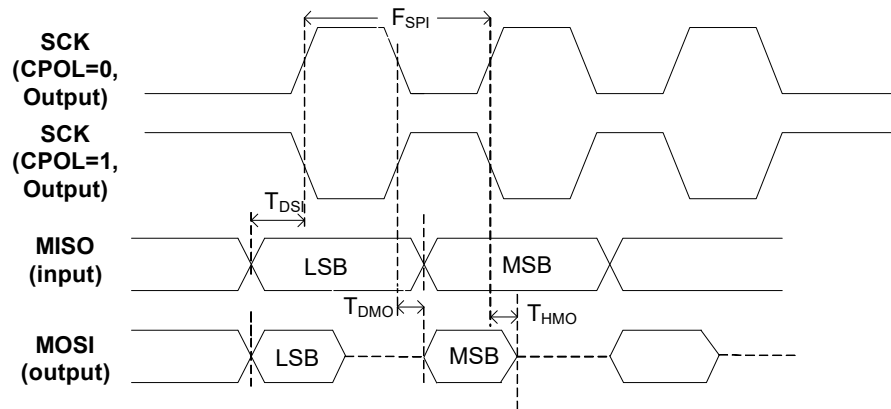 F_SPI
SCK
(CPOL=0,
Output)
SCK
(CPOL=1,
Output)
T_DSI
MISO
(input)
LSB
MSB
T_DMO
T_HMO
MOSI
(output)
LSB
MSB